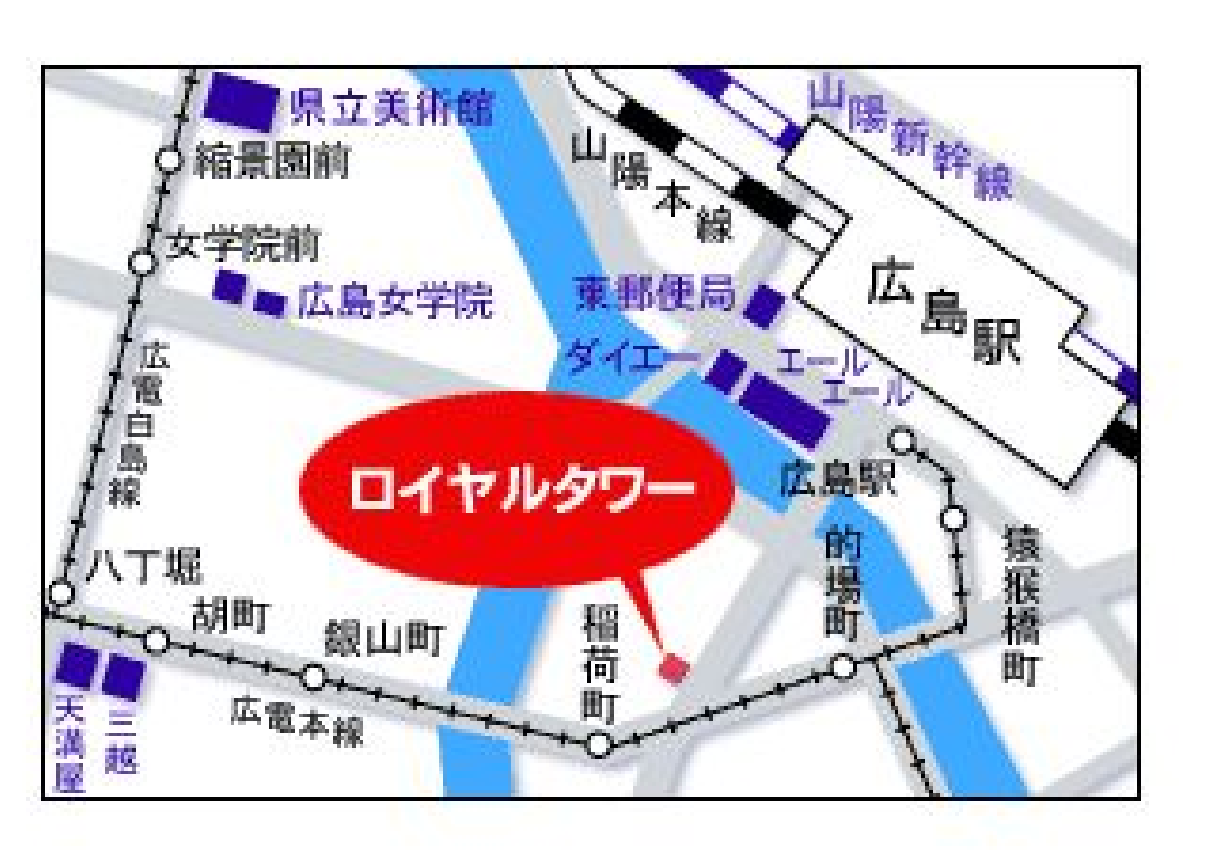 県立美術館
縮景園前
女学院前
広島女学院
山陽本線
山陽新幹線
広島駅
東郵便局
ダイエー
エール
エール
広島駅
広電白島線
ロイヤルタワー
八丁堀
胡町
銀山町
稲荷町
的場町
猿猴橋町
広電本線
天満屋
三越